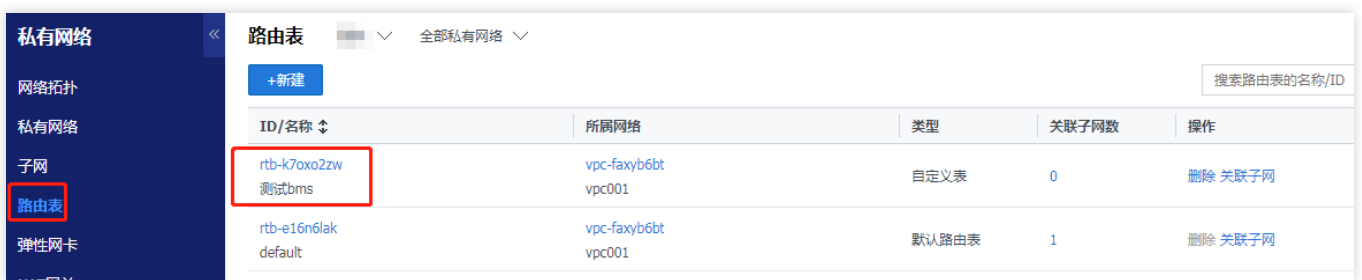 私有网络
«
网络拓扑
私有网络
子网
路由表
弹性网卡
路由表 全部私有网络
+新建 搜索路由表的名称/ID
ID/名称 所属网络 类型 关联子网数 操作
rtb-k7oxo2zw vpc-faxyb6bt 自定义表 0 删除 关联子网
测试bms vpc001
rtb-e16n6lak vpc-faxyb6bt 默认路由表 1 删除 关联子网
default vpc001